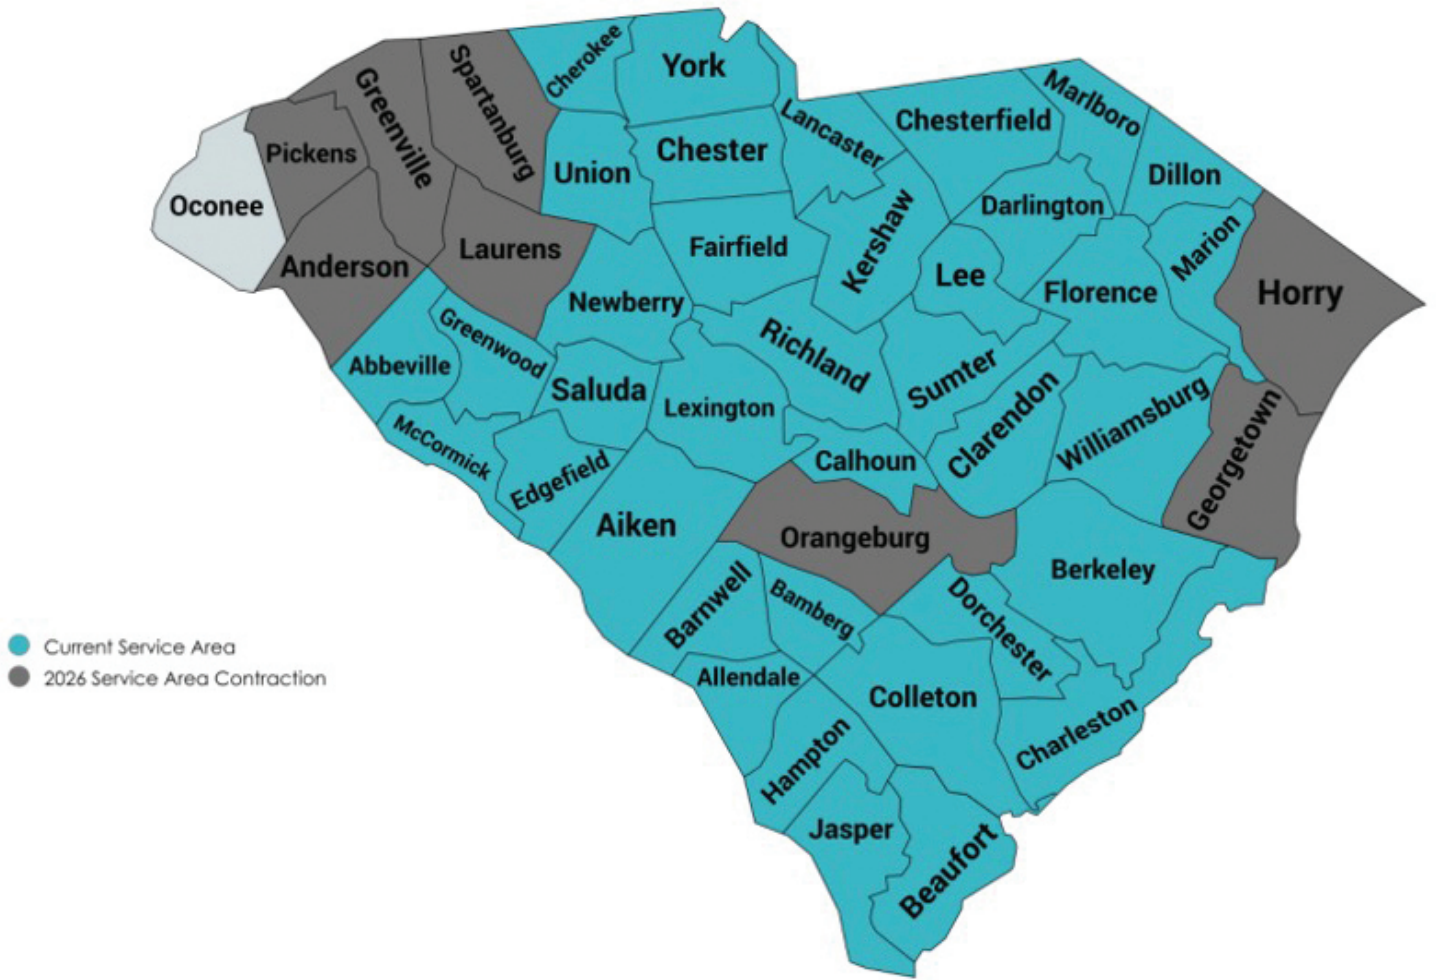 Cherokee
York
Spartanburg
Greenville
Pickens
Oconee
Anderson
Laurens
Union
Chester
Lancaster
Chesterfield
Marlboro
Dillon
Darlington
Marion
Kershaw
Fairfield
Lee
Florence
Horry
Newberry
Greenwood
Abbeville
Richland
Sumter
Saluda
Lexington
Clarendon
Williamsburg
Georgetown
McCormick
Edgefield
Calhoun
Aiken
Orangeburg
Berkeley
Barnwell
Bamberg
Dorchester
Allendale
Colleton
Charleston
Hampton
Jasper
Beaufort
Current Service Area
2026 Service Area Contraction